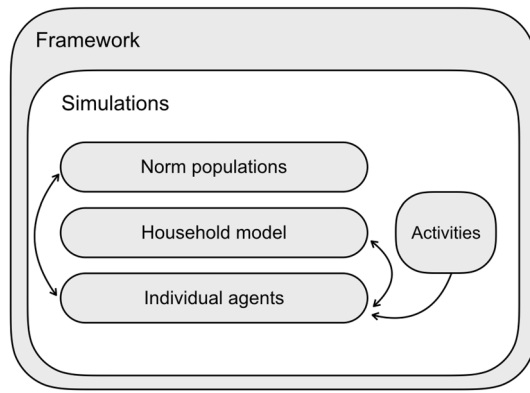 Framework
Simulations
Norm populations
Household model
Activities
Individual agents